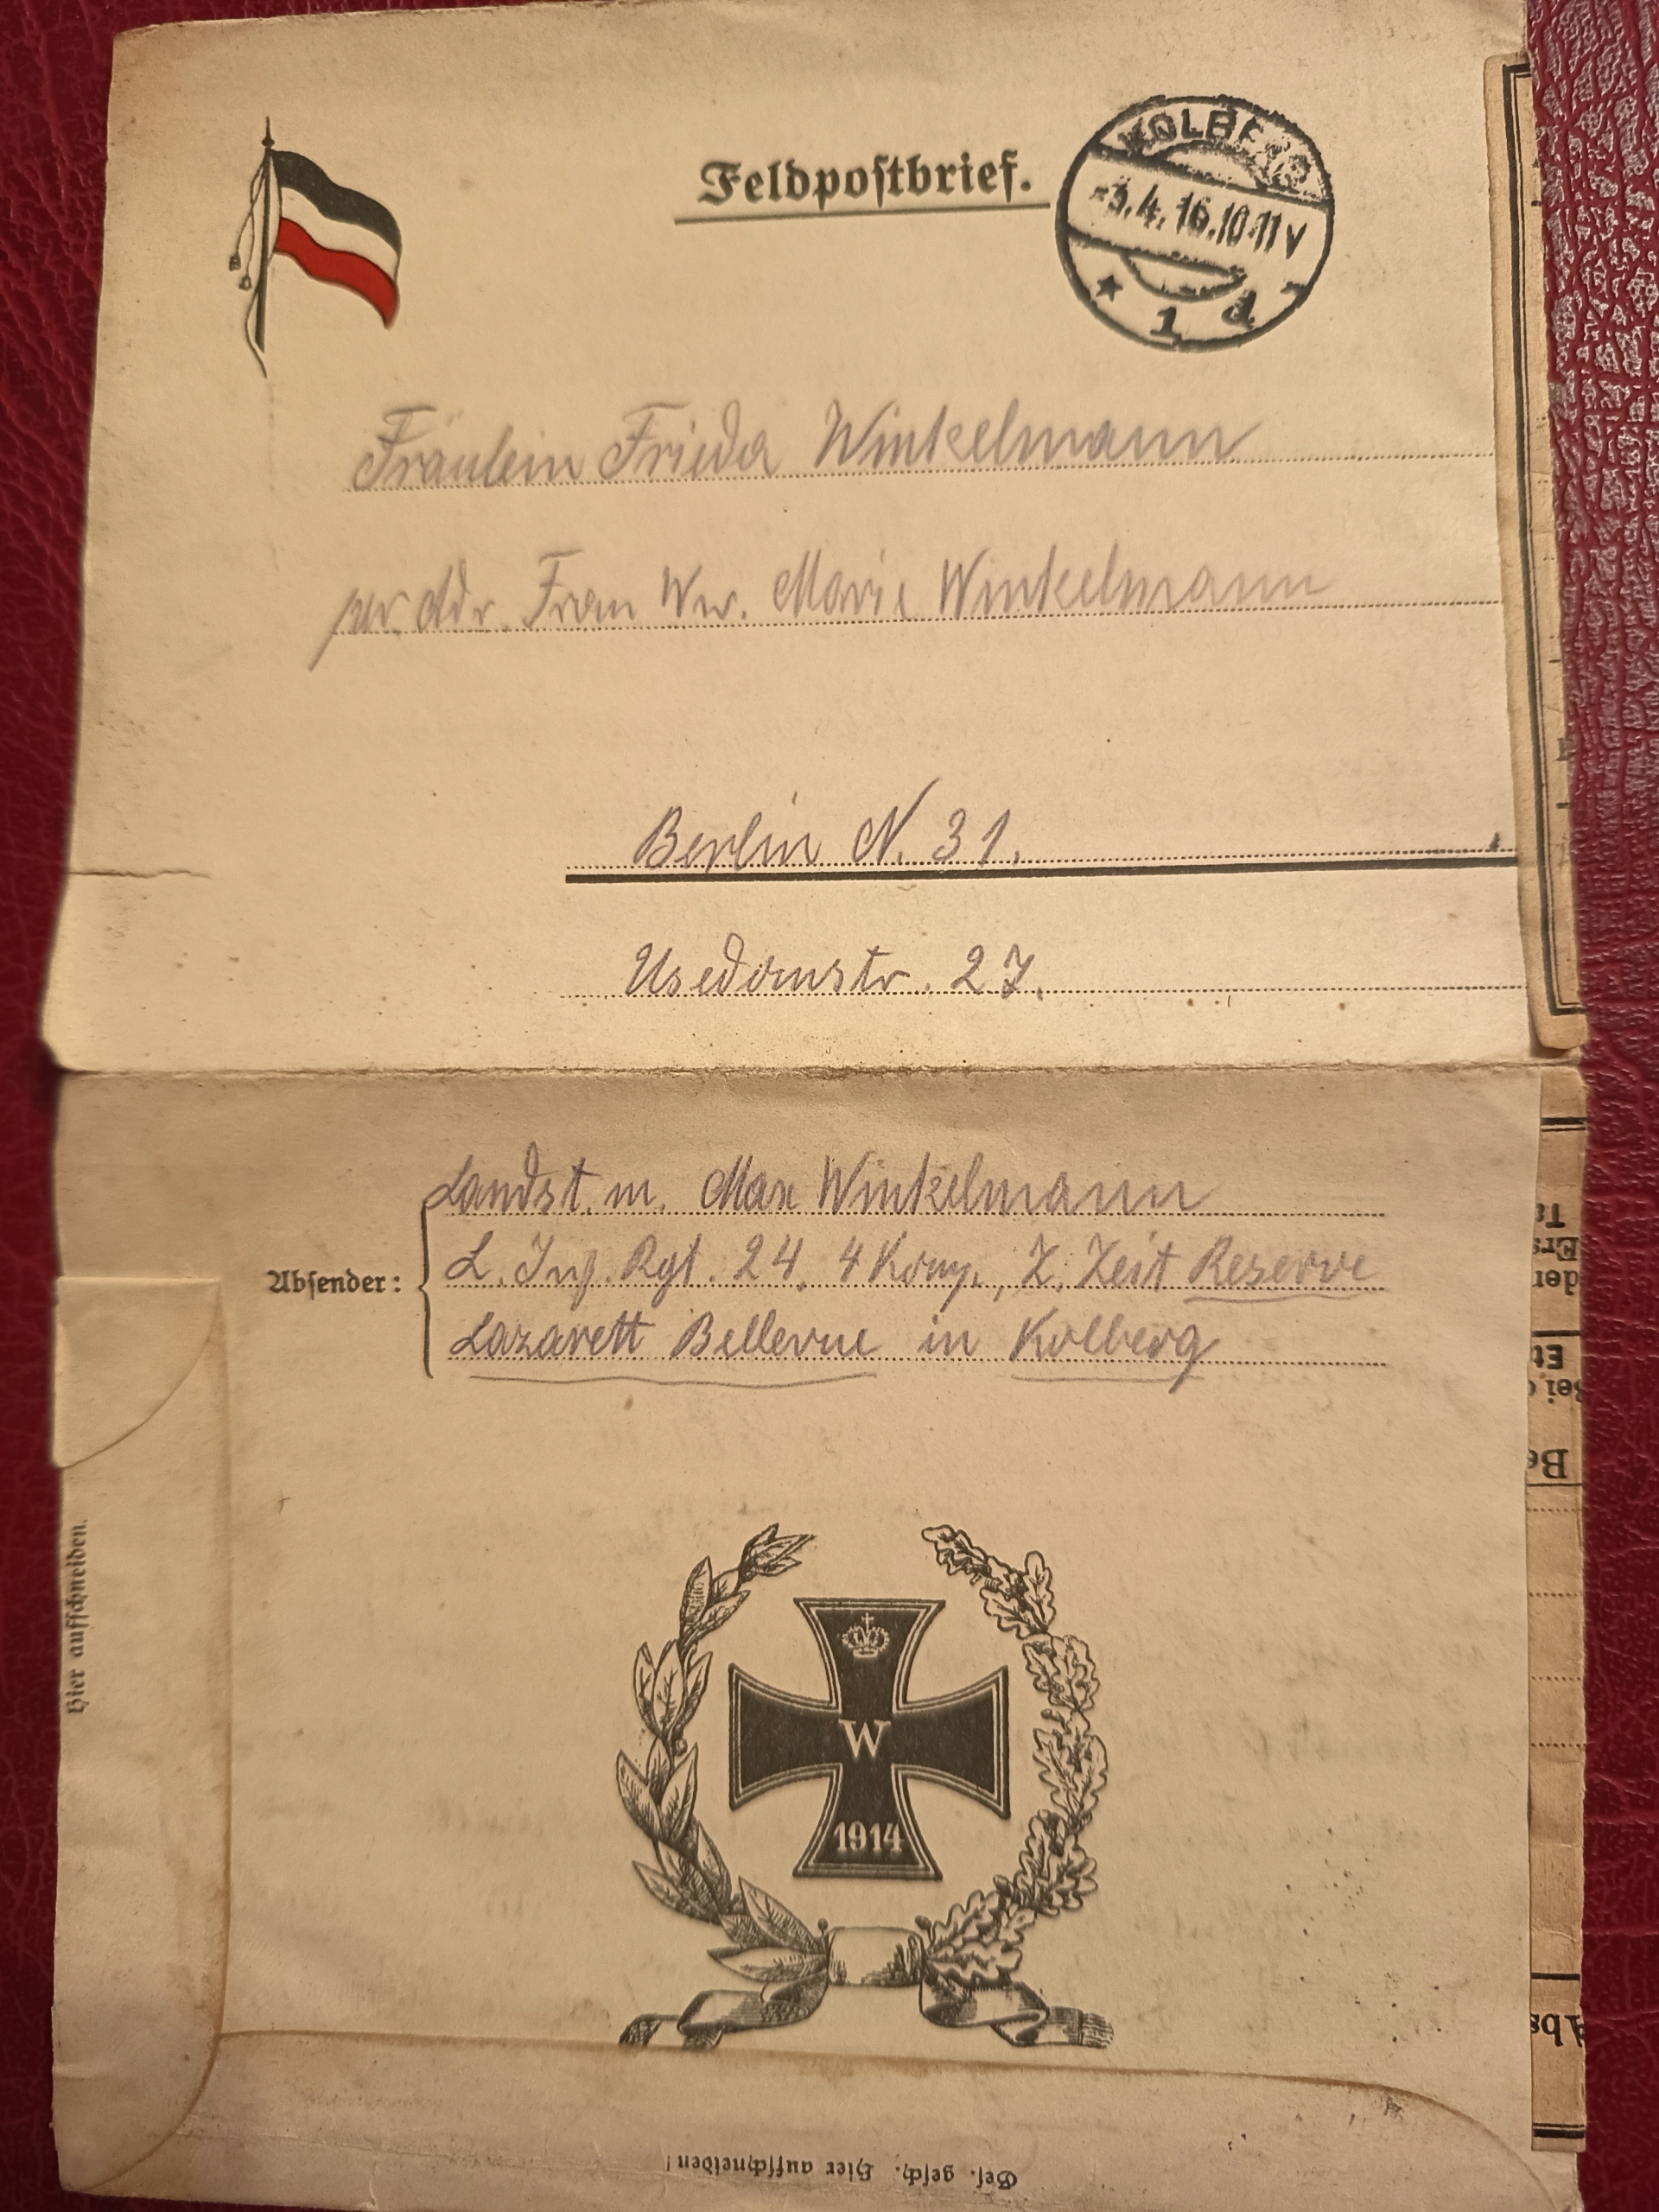 Feldpostbrief.
KOLBERG
-3.4.16.10-11V
★ 1 d
Fräulein Frieda Winkelmann
pr. Adr. Frau Ww. Marie Winkelmann
Berlin N. 31.
Usedomstr. 27.
Absender:
Landst. m. Max Winkelmann
L. Inf. Rgt. 24. 4 Komp., Z. Zeit Reserve
Lazarett Bellevue in Kolberg
Hier aufschneiden.
W
1914
Ges. gesch. Hier aufschneiden!